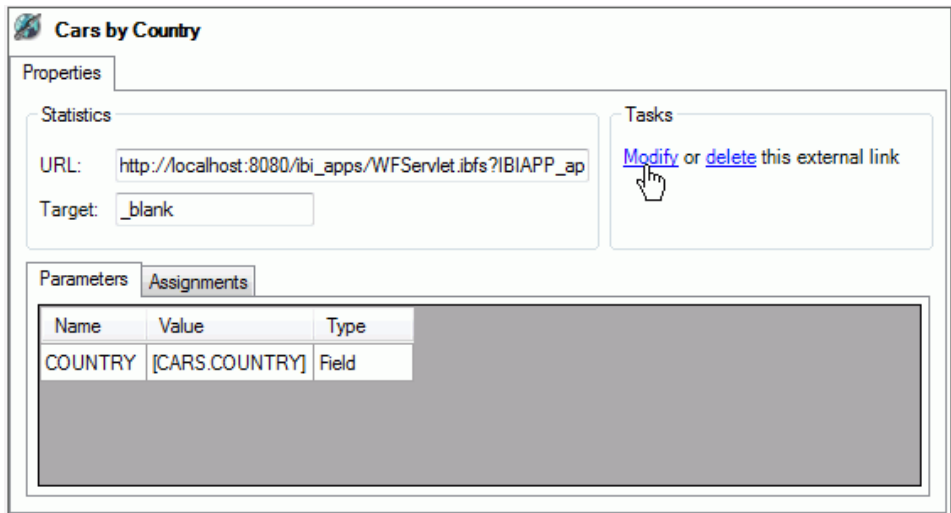 Cars by Country
Properties
Statistics
URL: http://localhost:8080/ibi_apps/WFServlet.ibfs?IBIAPP_ap
Target: _blank
Tasks
Modify or delete this external link
Parameters Assignments
Name Value Type
COUNTRY [CARS.COUNTRY] Field